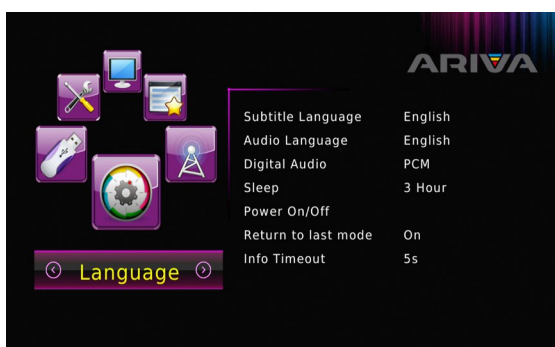 ARIVA
Subtitle Language English
Audio Language English
Digital Audio PCM
Sleep 3 Hour
Power On/Off
Return to last mode On
Info Timeout 5s
Language